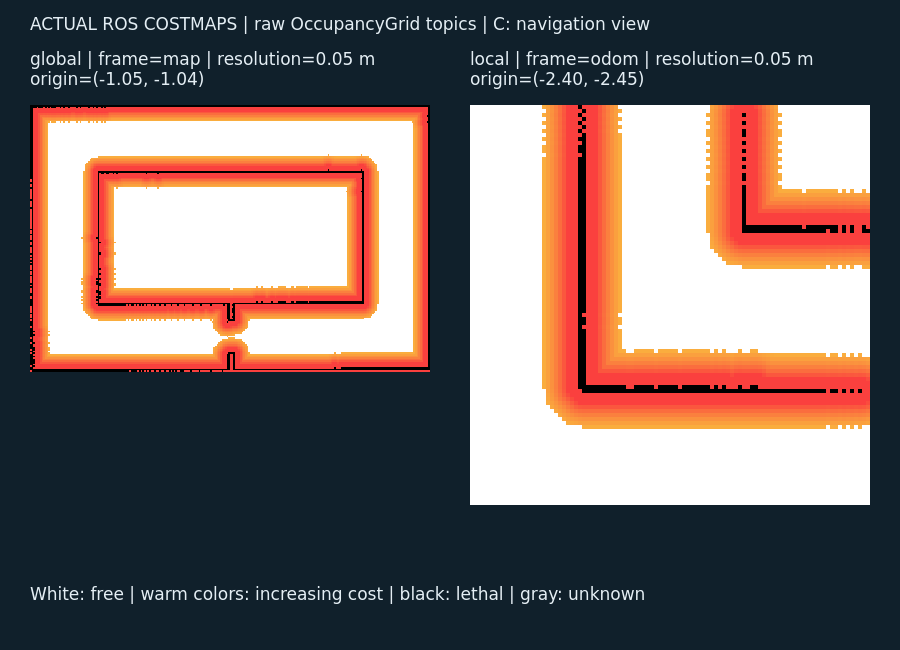 ACTUAL ROS COSTMAPS | raw OccupancyGrid topics | C: navigation view
global | frame=map | resolution=0.05 m
origin=(-1.05, -1.04)
local | frame=odom | resolution=0.05 m
origin=(-2.40, -2.45)
White: free | warm colors: increasing cost | black: lethal | gray: unknown